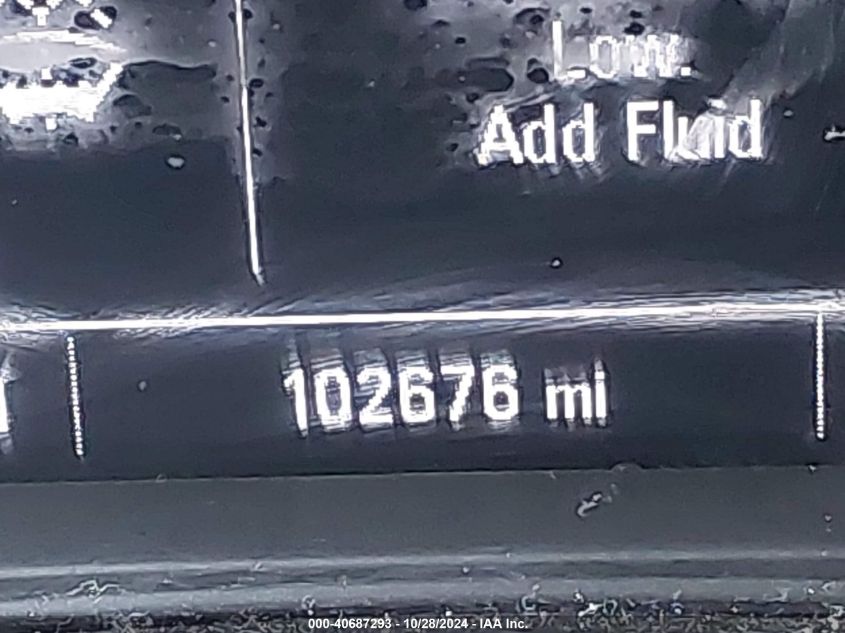 Low.
Add Fluid
102676 mi
000-40687293 - 10/28/2024 - IAA Inc.